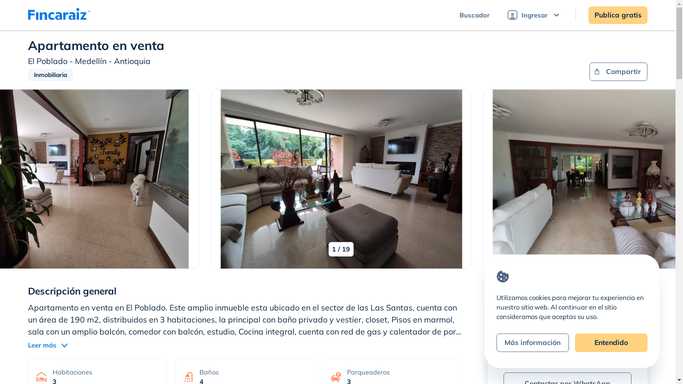 Fincaraiz
Buscador
Ingresar
Publica gratis
Apartamento en venta
El Poblado - Medellín - Antioquia
Inmobiliaria
Compartir
Family
1 / 19
Descripción general
Apartamento en venta en El Poblado. Este amplio inmueble esta ubicado en el sector de las Las Santas, cuenta
con un área de 190 m2, distribuidos en 3 habitaciones, la principal con baño privado y vestier, closet, Pisos en marmol,
sala con un amplio balcón, comedor con balcón, estudio, Cocina integral, cuenta con red de gas y calentador de por...
Leer más
Habitaciones
3
Baños
4
Parqueaderos
3
Utilizamos cookies para mejorar tu experiencia en
nuestro sitio web. Al continuar en el sitio
consideramos que aceptas su uso.
Más información
Entendido
Contactar por WhatsApp